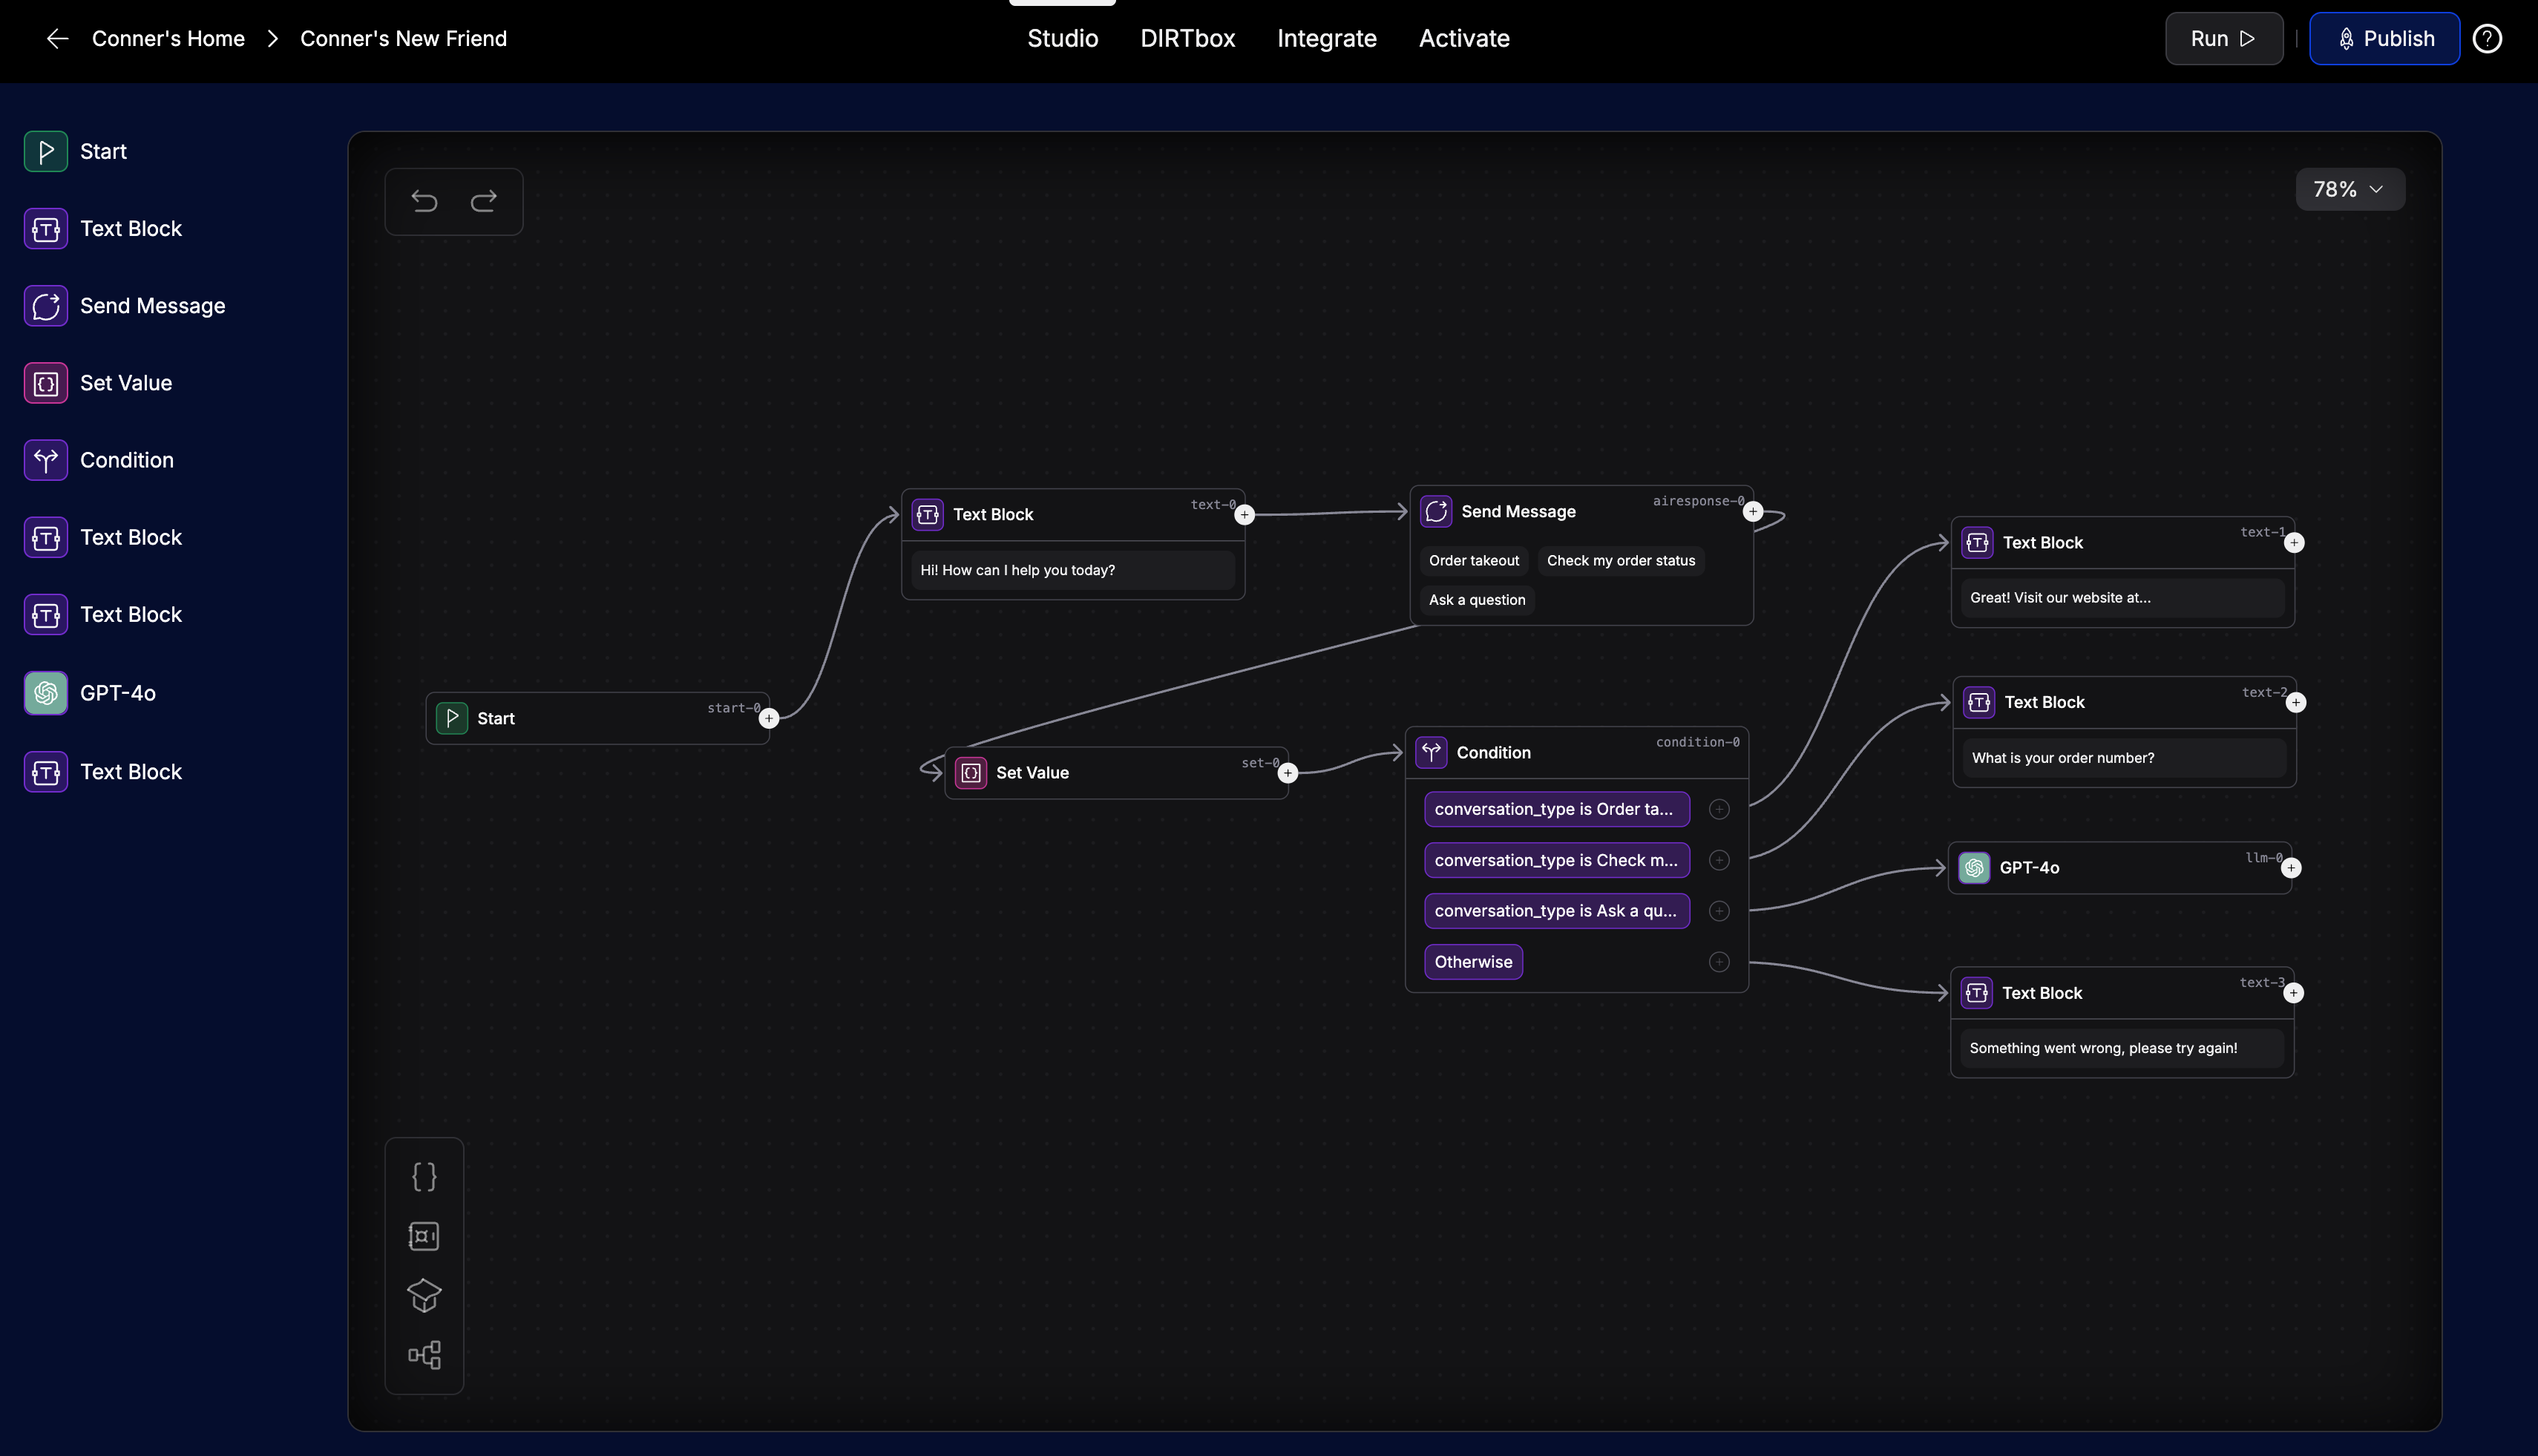 Conner's Home > Conner's New Friend
Studio
DIRTbox
Integrate
Activate
Run
Publish
?
Start
Text Block
Send Message
Set Value
Condition
Text Block
Text Block
GPT-4o
Text Block
78%
Start
start-0
Text Block
text-0
Hi! How can I help you today?
Send Message
airesponse-0
Order takeout
Check my order status
Ask a question
Set Value
set-0
Condition
condition-0
conversation_type is Order ta...
conversation_type is Check m...
conversation_type is Ask a qu...
Otherwise
Text Block
text-1
Great! Visit our website at...
Text Block
text-2
What is your order number?
GPT-4o
llm-0
Text Block
text-3
Something went wrong, please try again!